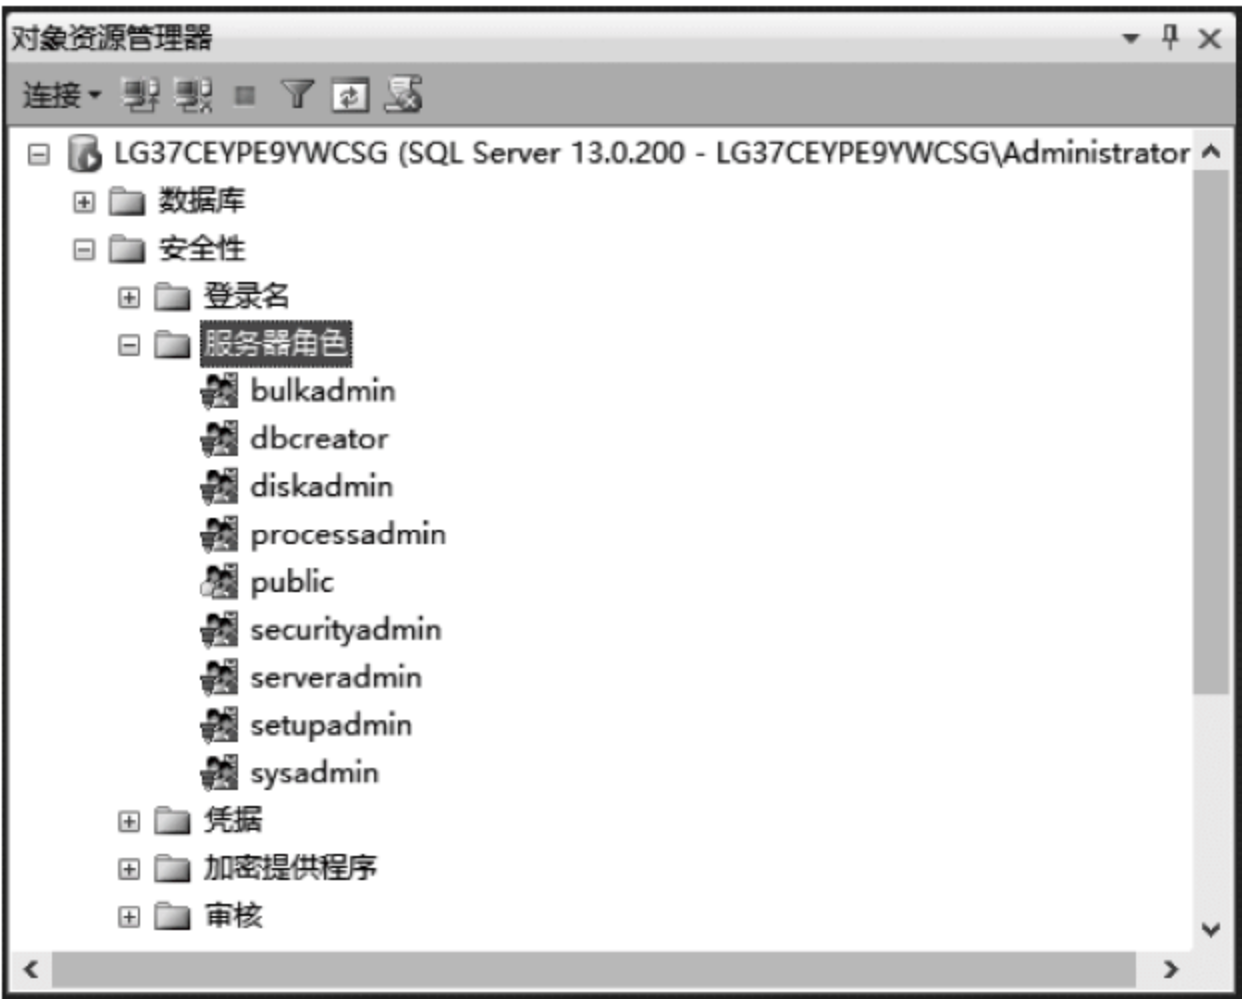 对象资源管理器
连接
LG37CEYPE9YWCSG (SQL Server 13.0.200 - LG37CEYPE9YWCSG\Administrator
数据库
安全性
登录名
服务器角色
bulkadmin
dbcreator
diskadmin
processadmin
public
securityadmin
serveradmin
setupadmin
sysadmin
凭据
加密提供程序
审核